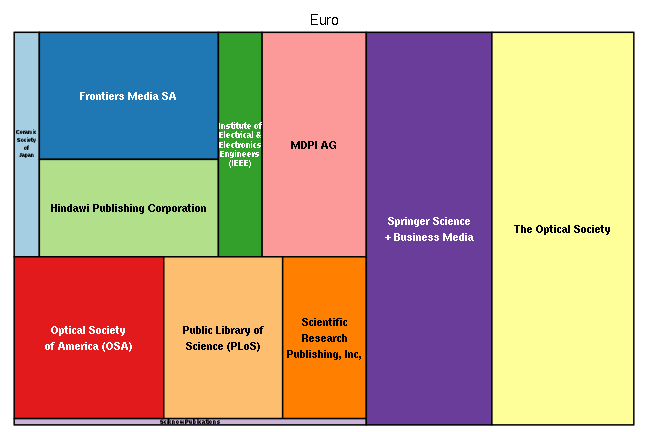 Euro
Ceramic
Society
of
Japan
Frontiers Media SA
Hindawi Publishing Corporation
Institute of
Electrical &
Electronics
Engineers
(IEEE)
MDPI AG
Springer Science
+ Business Media
The Optical Society
Optical Society
of America (OSA)
Public Library of
Science (PLoS)
Scientific
Research
Publishing, Inc,